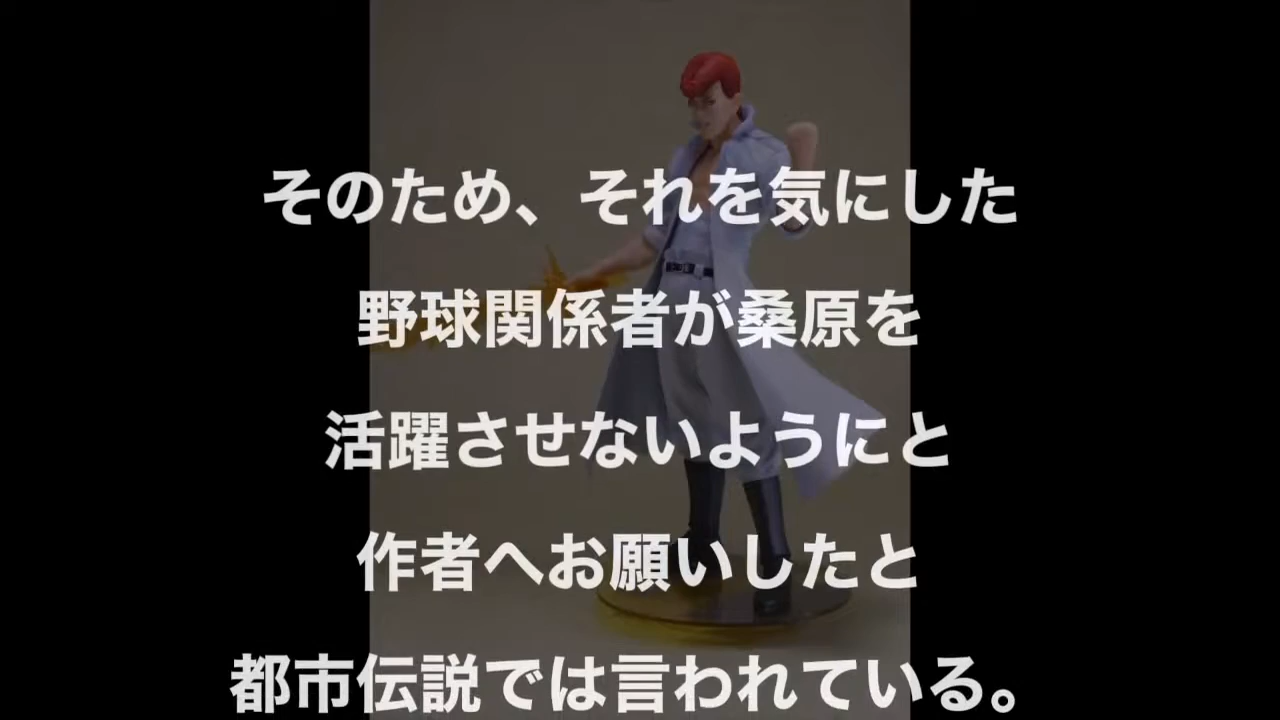 そのため、それを気にした
野球関係者が桑原を
活躍させないようにと
作者へお願いしたと
都市伝説では言われている。